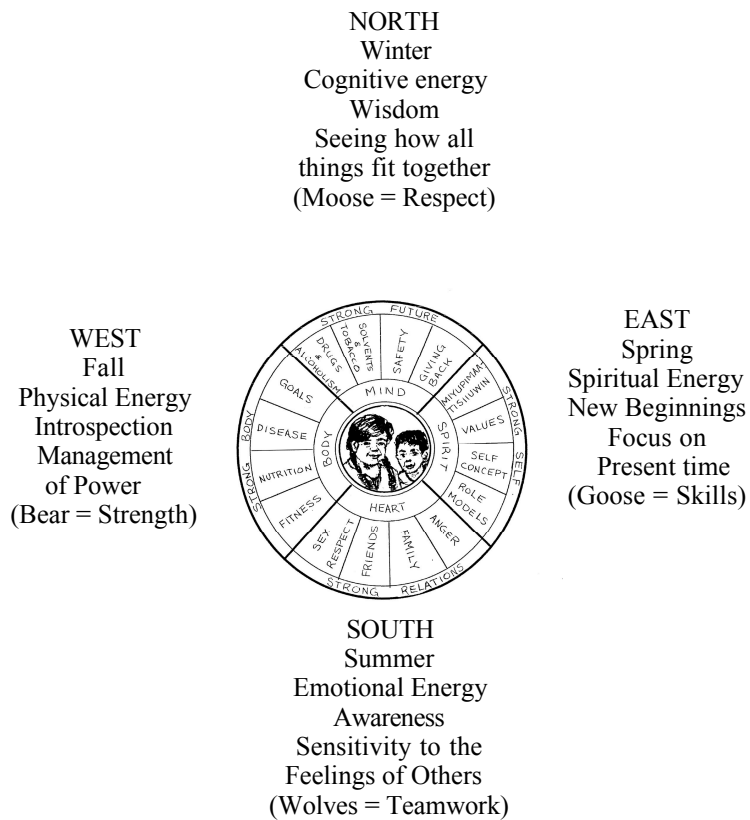 NORTH
Winter
Cognitive energy
Wisdom
Seeing how all
things fit together
(Moose = Respect)
WEST
Fall
Physical Energy
Introspection
Management
of Power
(Bear = Strength)
STRONG FUTURE
DRUGS
&
ALCOHOLISM
SOLVENTS
&
TOBACCO
SAFETY
GIVING
BACK
MIND
STRONG SELF
MIYUPIMAA-
TISHUWIN
VALUES
SELF
CONCEPT
ROLE
MODELS
SPIRIT
STRONG RELATIONS
ANGER
FAMILY
FRIENDS
SEX
RESPECT
HEART
STRONG BODY
FITNESS
NUTRITION
DISEASE
GOALS
BODY
EAST
Spring
Spiritual Energy
New Beginnings
Focus on
Present time
(Goose = Skills)
SOUTH
Summer
Emotional Energy
Awareness
Sensitivity to the
Feelings of Others
(Wolves = Teamwork)